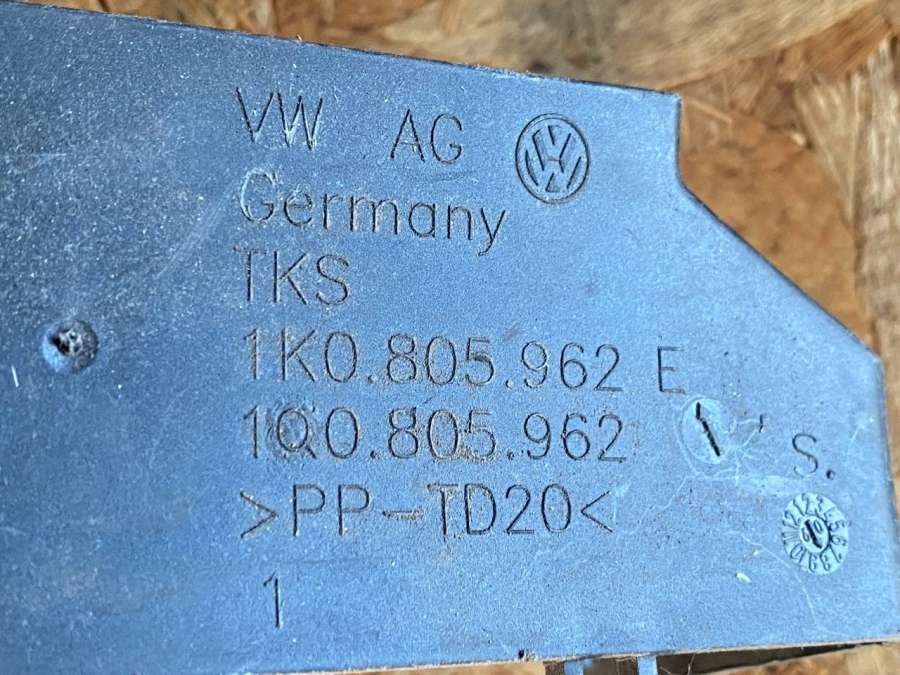 VW AG
Germany
TKS
1K0.805.962 E
1Q0.805.962
S.
>PP-TD20<
1